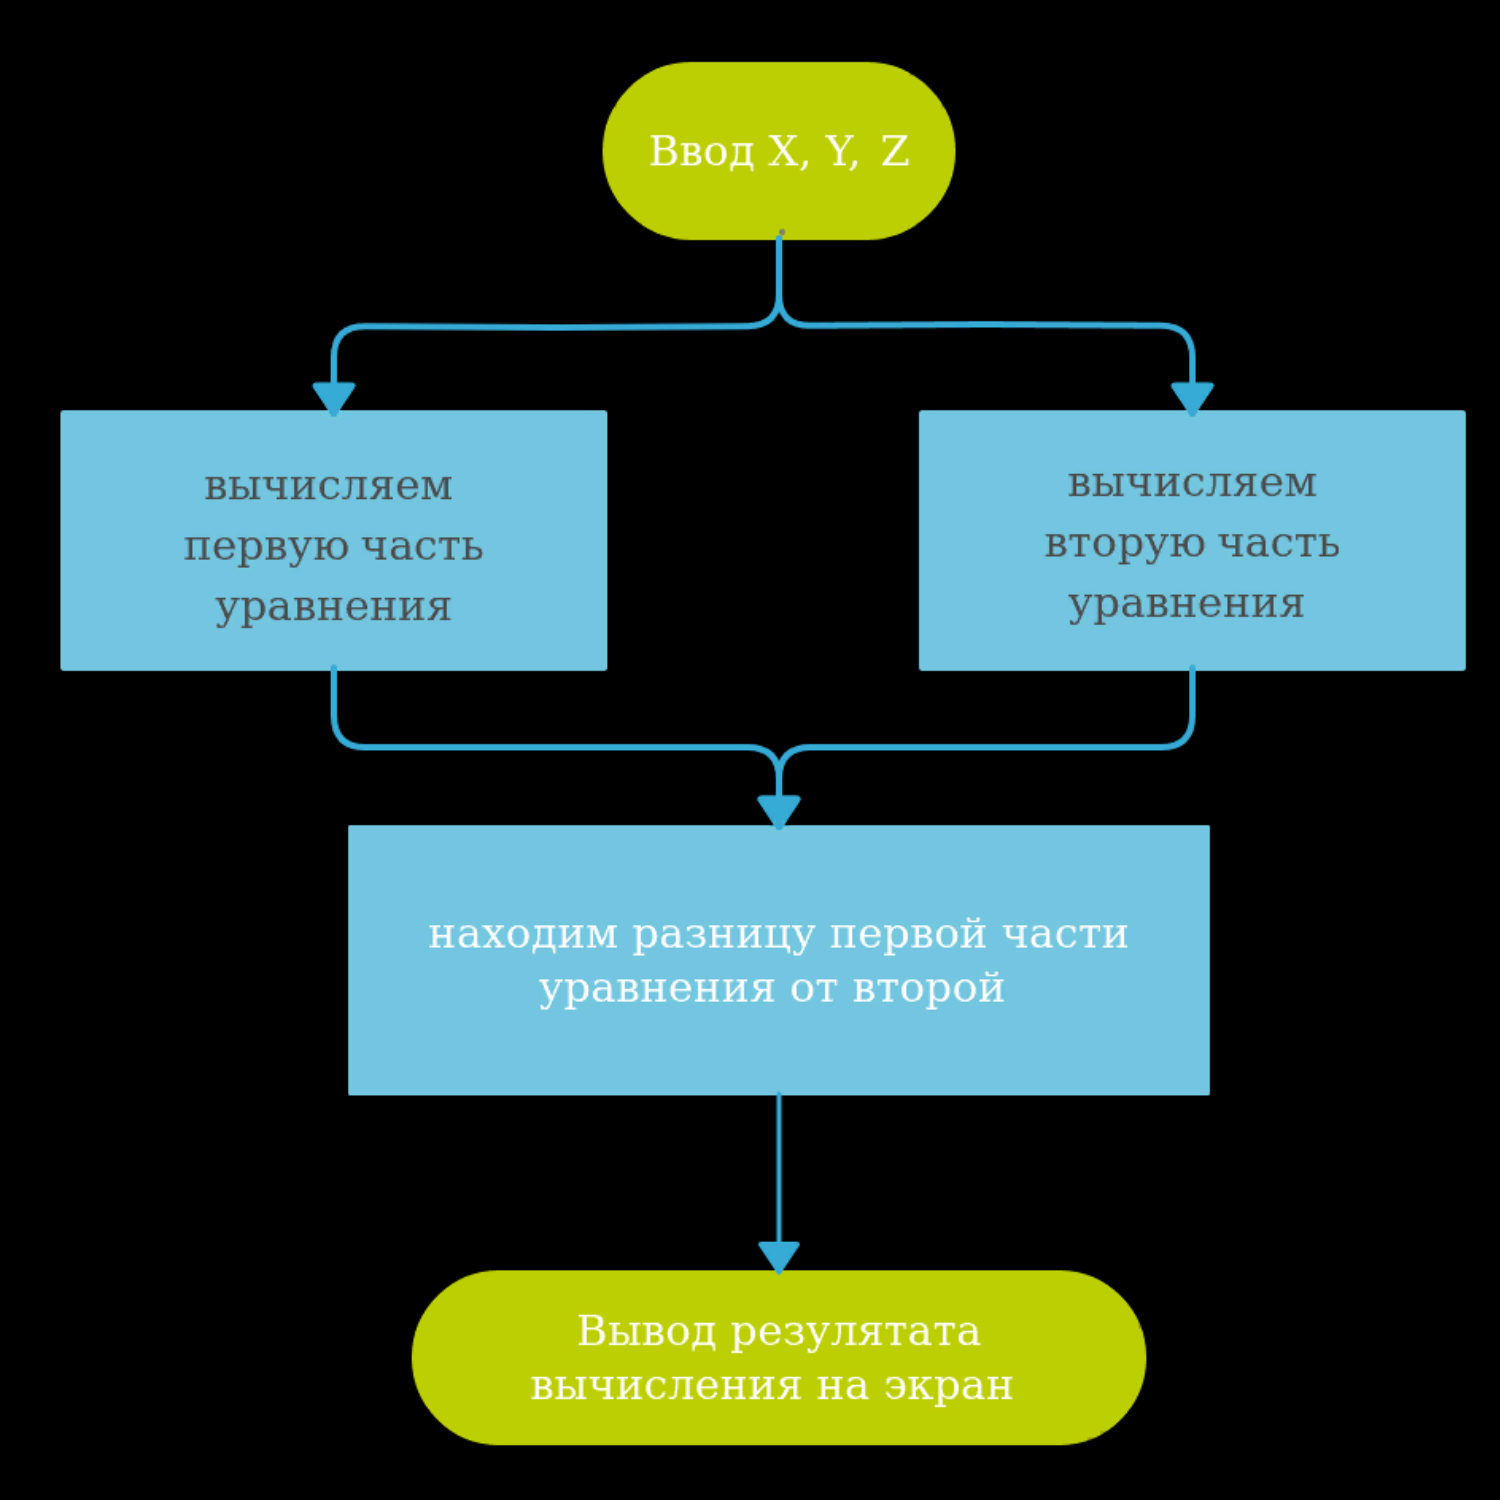 Ввод X, Y, Z
вычисляем
первую часть
уравнения
вычисляем
вторую часть
уравнения
находим разницу первой части
уравнения от второй
Вывод резулятата
вычисления на экран